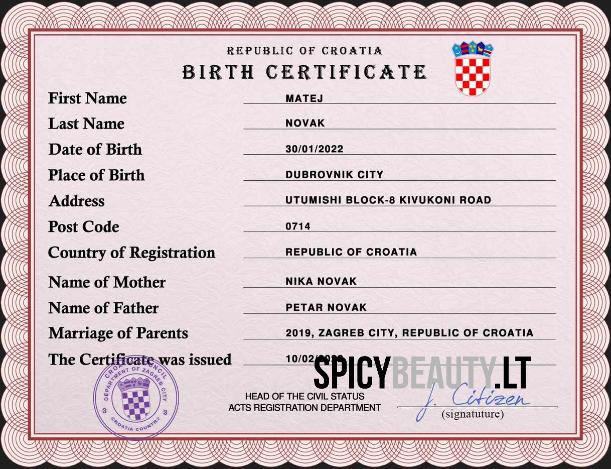 REPUBLIC OF CROATIA
BIRTH CERTIFICATE
First Name MATEJ
Last Name NOVAK
Date of Birth 30/01/2022
Place of Birth DUBROVNIK CITY
Address UTUMISHI BLOCK-8 KIVUKONI ROAD
Post Code 0714
Country of Registration REPUBLIC OF CROATIA
Name of Mother NIKA NOVAK
Name of Father PETAR NOVAK
Marriage of Parents 2019, ZAGREB CITY, REPUBLIC OF CROATIA
The Certificate was issued 10/02/
SPICYBEAUTY.LT
DEPARTMENT OF ZAGREB CITY
CROATIA COUNTRY
HEAD OF THE CIVIL STATUS
ACTS REGISTRATION DEPARTMENT
J. Citizen
(signatuture)